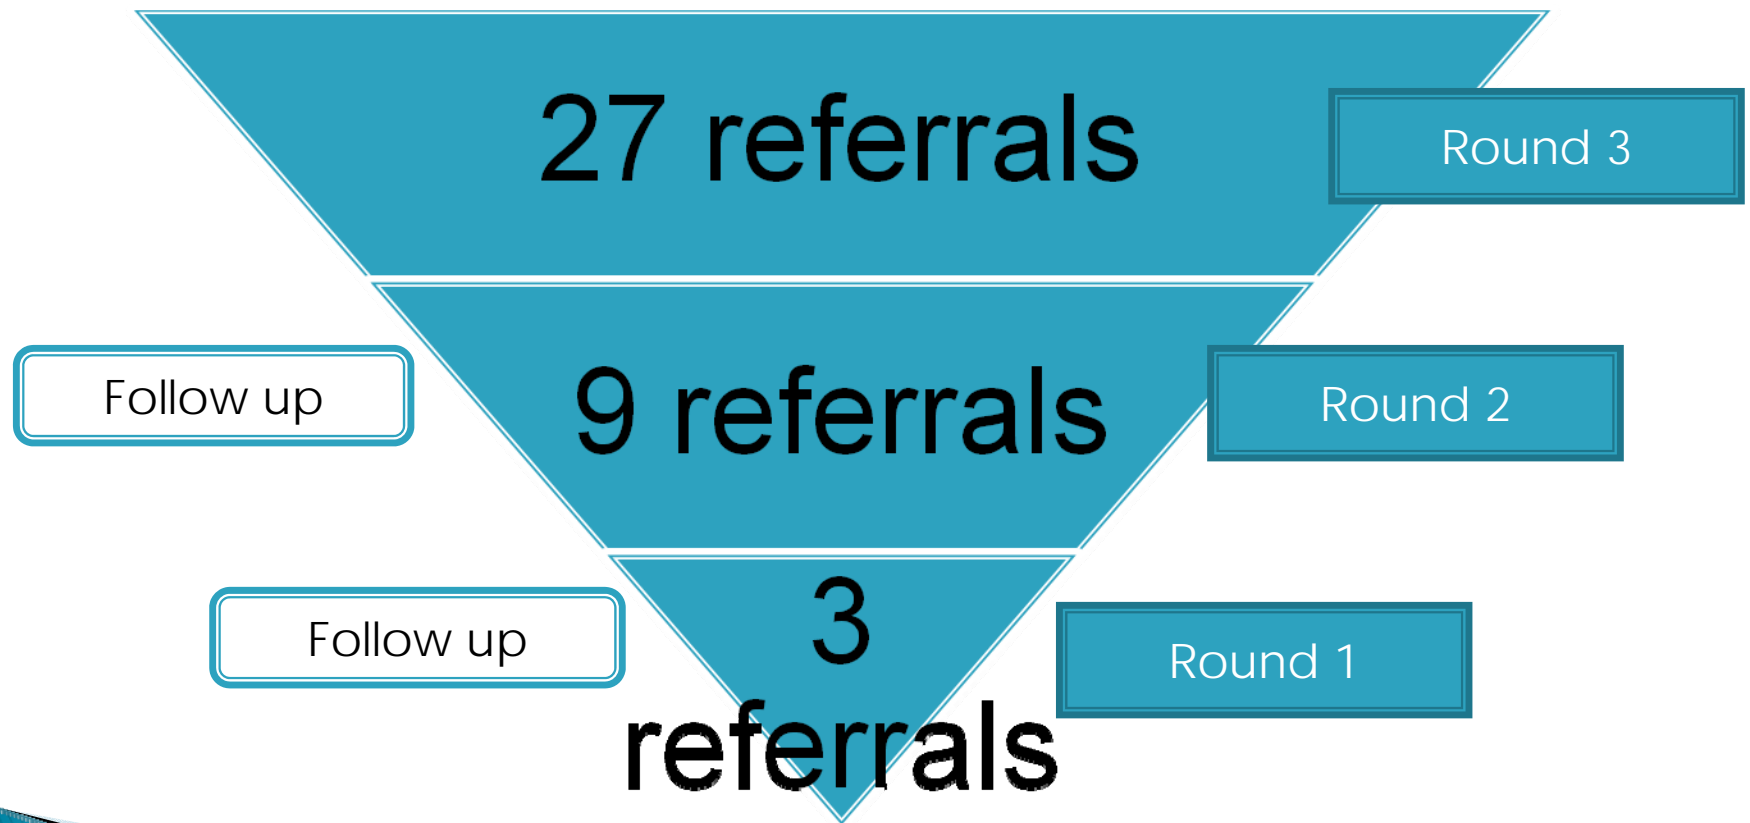 27 referrals
Round 3
Follow up
9 referrals
Round 2
Follow up
3
referrals
Round 1